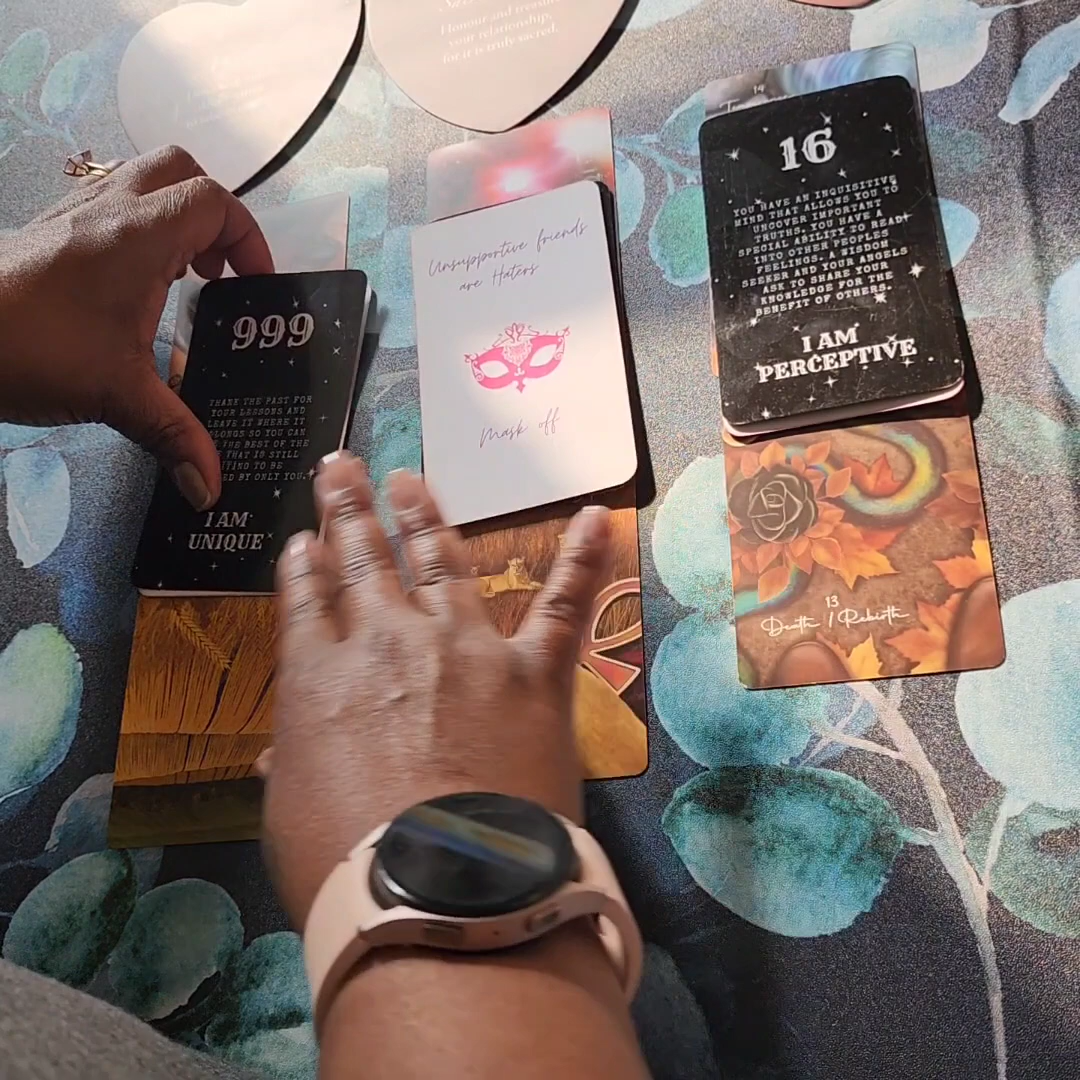 Honour and treasure
your relationship,
for it is truly sacred.
14
999
THANK THE PAST FOR
YOUR LESSONS AND
LEAVE IT WHERE IT
SO YOU CAN
THE BEST OF THE
THAT IS STILL
TO BE
BY ONLY YOU.
I AM
UNIQUE
Unsupportive friends
are Haters
Mask off
16
YOU HAVE AN INQUISITIVE
MIND THAT ALLOWS YOU TO
UNCOVER IMPORTANT
TRUTHS. YOU HAVE A
SPECIAL ABILITY TO READ
INTO OTHER PEOPLES
FEELINGS. A WISDOM
SEEKER AND YOUR ANGELS
ASK TO SHARE YOUR
KNOWLEDGE FOR THE
BENEFIT OF OTHERS.
I AM
PERCEPTIVE
13
Death / Rebirth